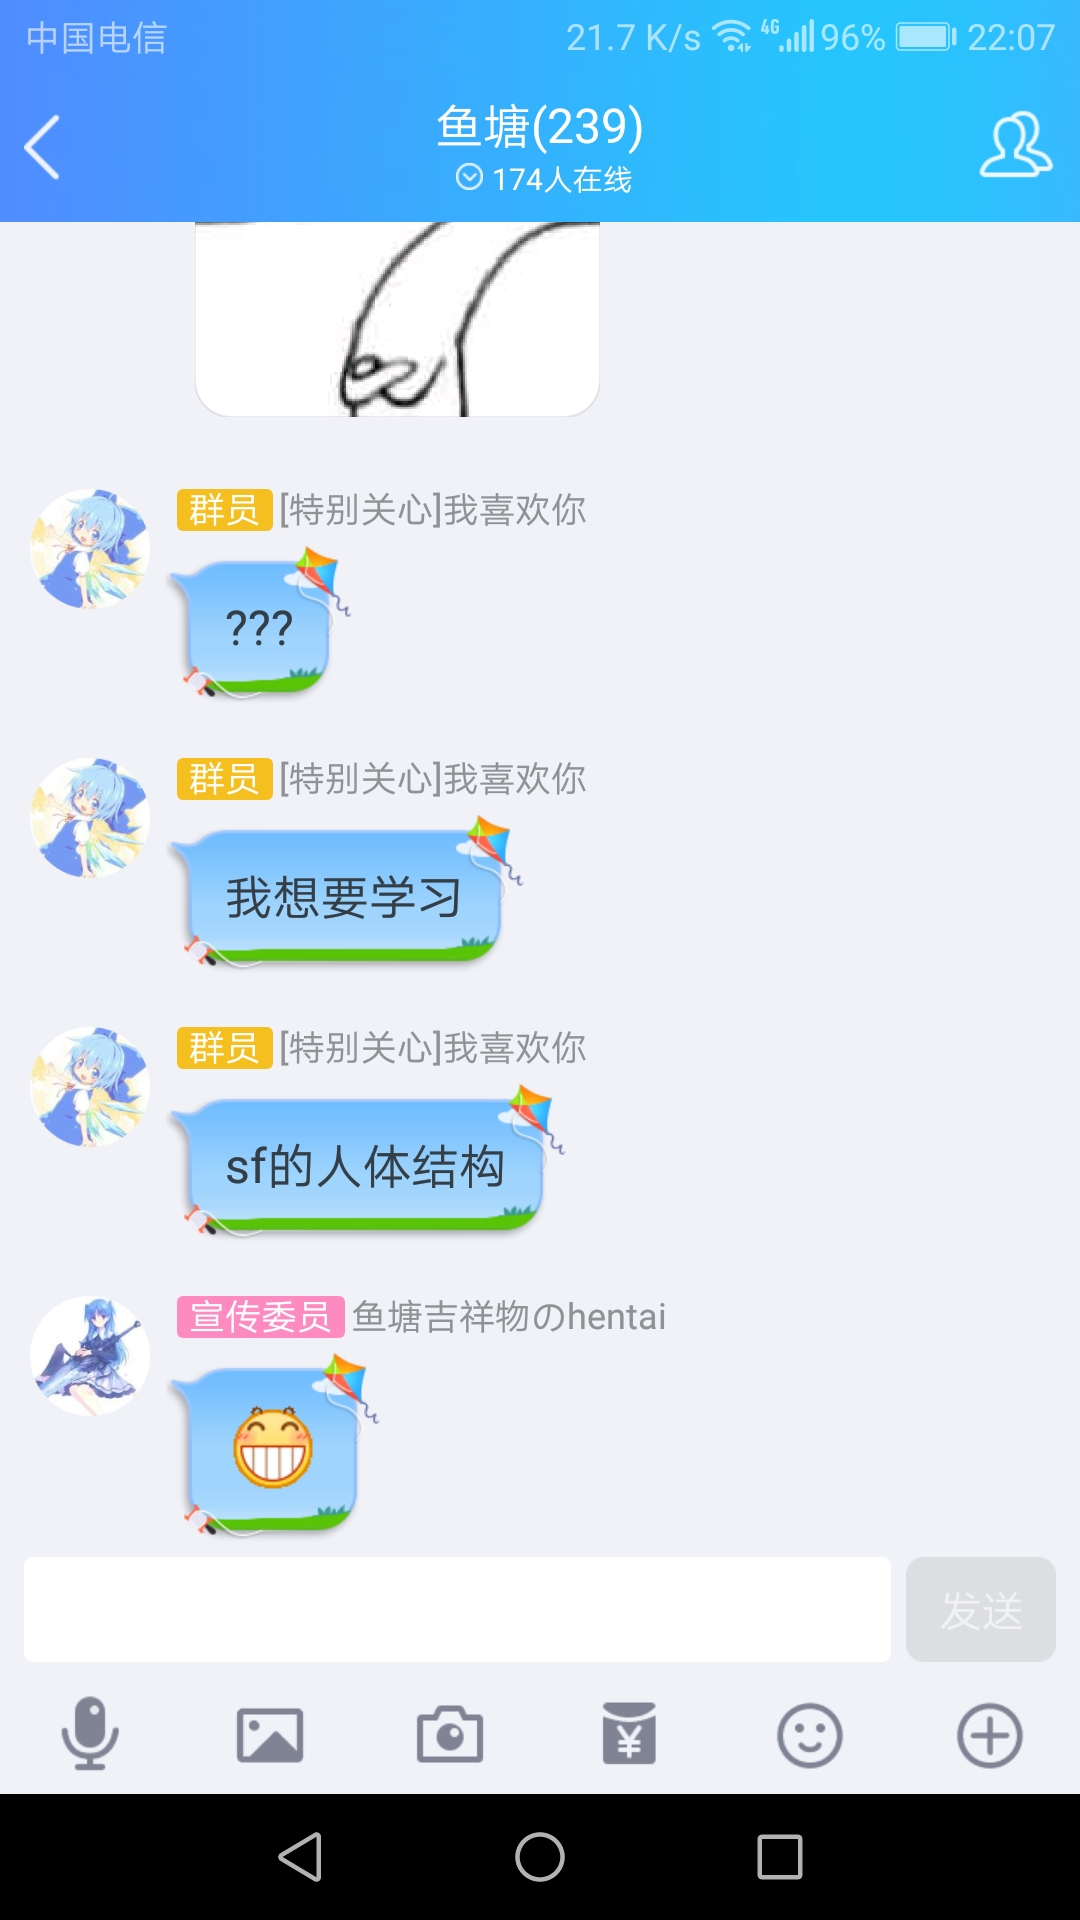 中国电信 21.7 K/s 4G 96% 22:07
鱼塘(239)
174人在线
群员 [特别关心]我喜欢你
???
群员 [特别关心]我喜欢你
我想要学习
群员 [特别关心]我喜欢你
sf的人体结构
宣传委员 鱼塘吉祥物のhentai
发送
¥